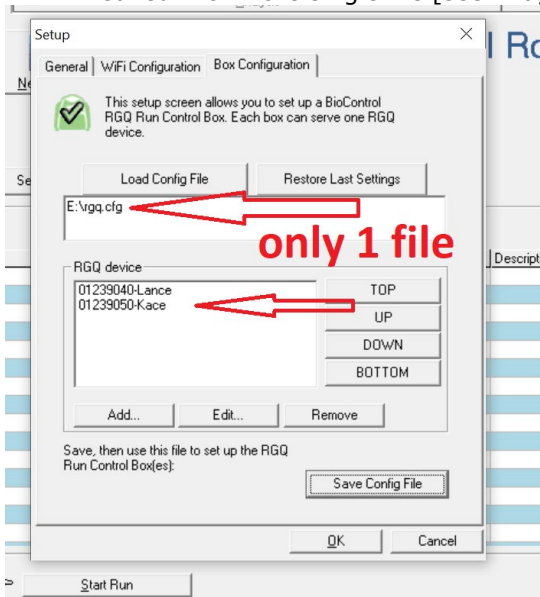 Setup
General
WiFi Configuration
Box Configuration
Ro
Ne
This setup screen allows you to set up a BioControl
RGQ Run Control Box. Each box can serve one RGQ
device.
Se
Load Config File
Restore Last Settings
E:\rgq.cfg
only 1 file
Descript
RGQ device
01239040-Lance
01239050-Kace
TOP
UP
DOWN
BOTTOM
Add...
Edit...
Remove
Save, then use this file to set up the RGQ
Run Control Box(es):
Save Config File
OK
Cancel
Start Run